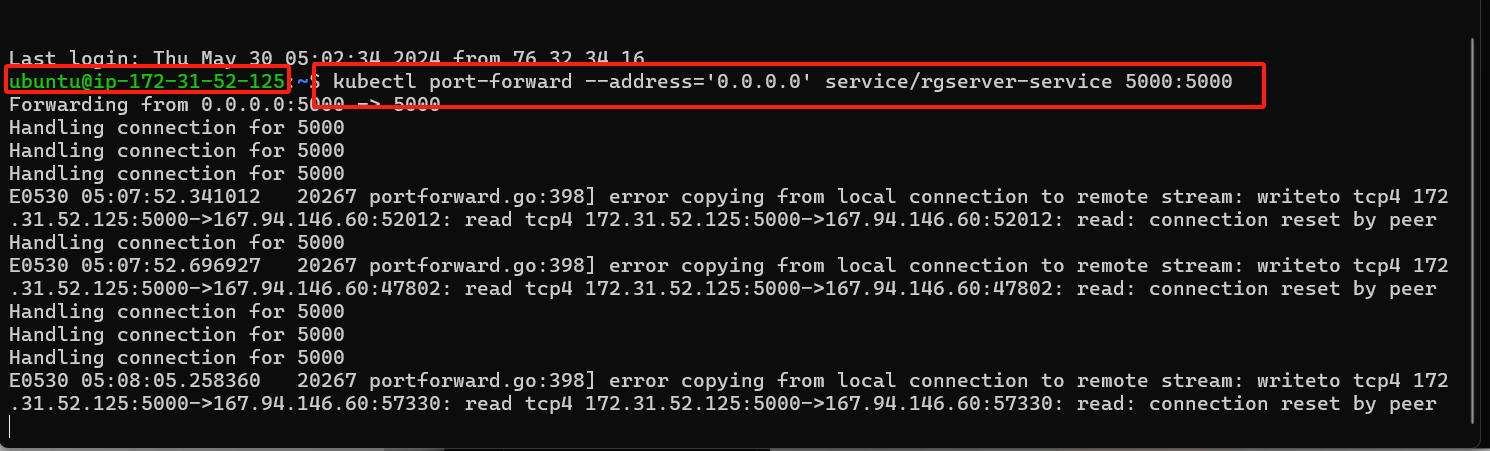 Last login: Thu May 30 05:02:34 2024 from 76.32.34.16
ubuntu@ip-172-31-52-125:~$ kubectl port-forward --address='0.0.0.0' service/rgserver-service 5000:5000
Forwarding from 0.0.0.0:5000 -> 5000
Handling connection for 5000
Handling connection for 5000
Handling connection for 5000
E0530 05:07:52.341012   20267 portforward.go:398] error copying from local connection to remote stream: writeto tcp4 172
.31.52.125:5000->167.94.146.60:52012: read tcp4 172.31.52.125:5000->167.94.146.60:52012: read: connection reset by peer
Handling connection for 5000
E0530 05:07:52.696927   20267 portforward.go:398] error copying from local connection to remote stream: writeto tcp4 172
.31.52.125:5000->167.94.146.60:47802: read tcp4 172.31.52.125:5000->167.94.146.60:47802: read: connection reset by peer
Handling connection for 5000
Handling connection for 5000
Handling connection for 5000
E0530 05:08:05.258360   20267 portforward.go:398] error copying from local connection to remote stream: writeto tcp4 172
.31.52.125:5000->167.94.146.60:57330: read tcp4 172.31.52.125:5000->167.94.146.60:57330: read: connection reset by peer